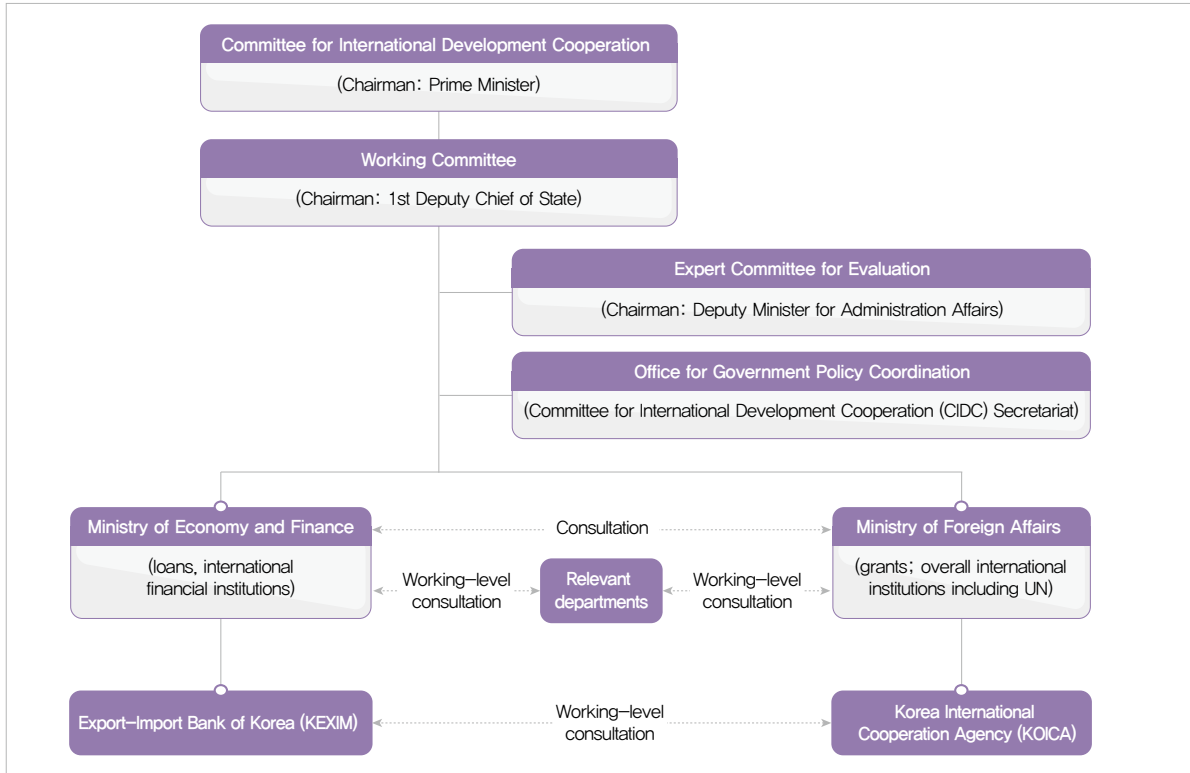 Committee for International Development Cooperation
(Chairman: Prime Minister)
Working Committee
(Chairman: 1st Deputy Chief of State)
Expert Committee for Evaluation
(Chairman: Deputy Minister for Administration Affairs)
Office for Government Policy Coordination
(Committee for International Development Cooperation (CIDC) Secretariat)
Ministry of Economy and Finance
(loans, international
financial institutions)
Consultation
Ministry of Foreign Affairs
(grants; overall international
institutions including UN)
Working-level
consultation
Relevant
departments
Working-level
consultation
Export-Import Bank of Korea (KEXIM)
Working-level
consultation
Korea International
Cooperation Agency (KOICA)